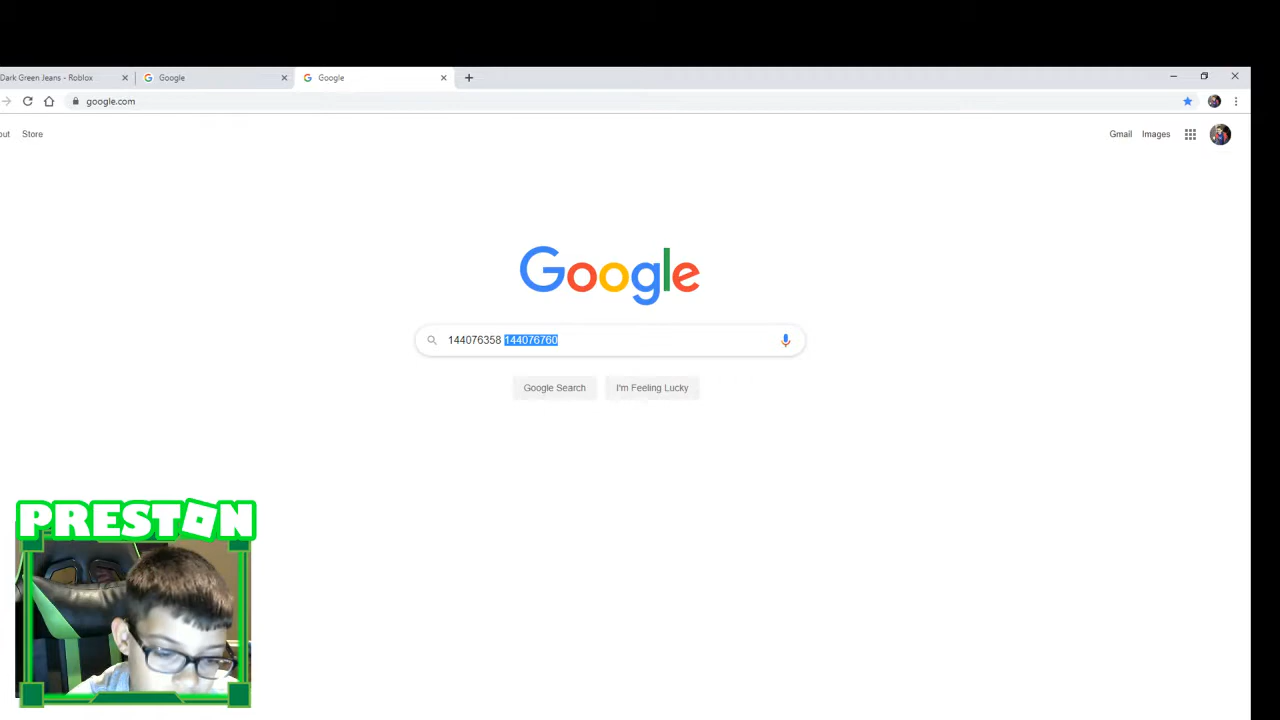 Dark Green Jeans - Roblox
Google
Google
google.com
out Store
Gmail Images
Google
144076358 144076760
Google Search I'm Feeling Lucky
PRESTON